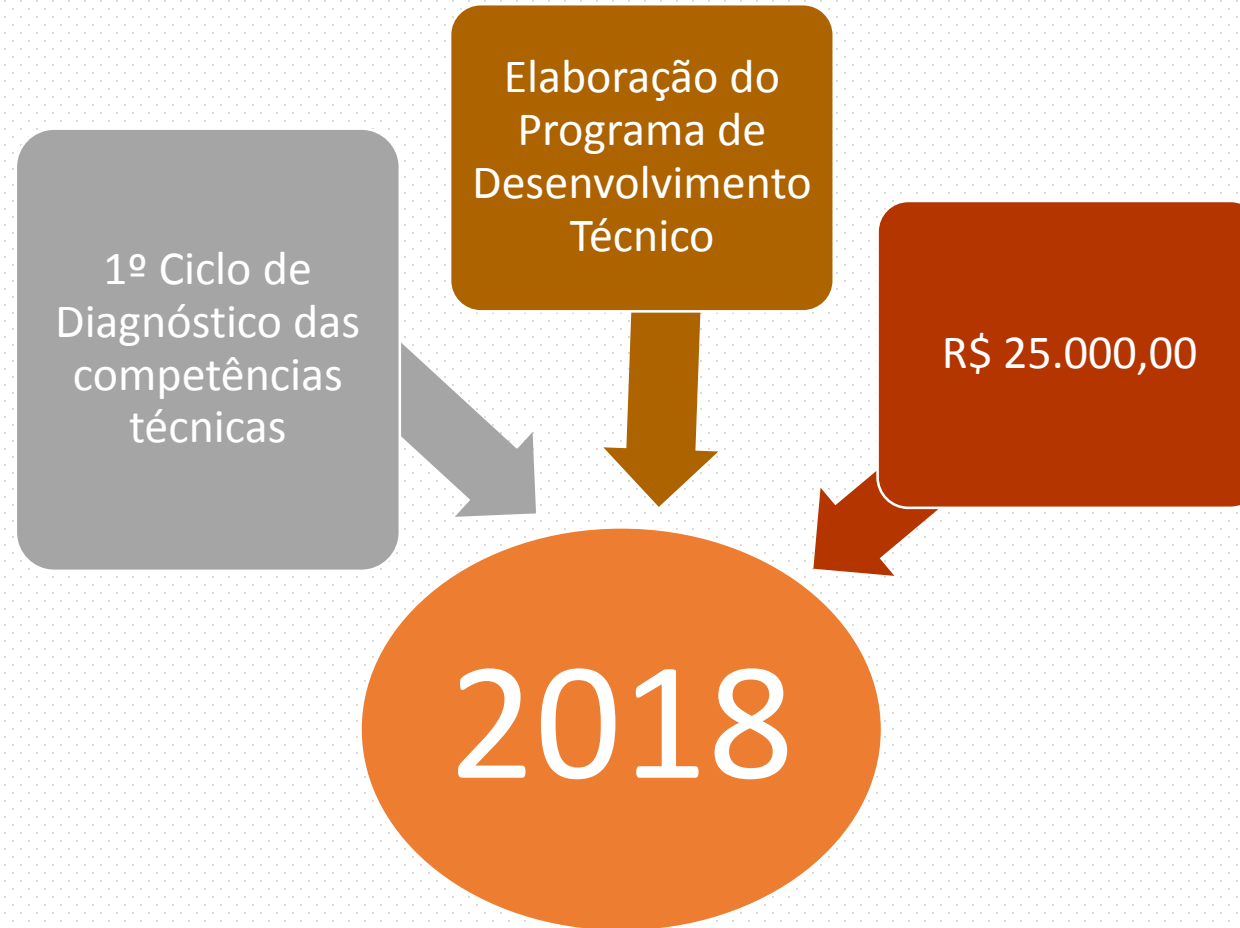 1º Ciclo de
Diagnóstico das
competências
técnicas
Elaboração do
Programa de
Desenvolvimento
Técnico
R$ 25.000,00
2018